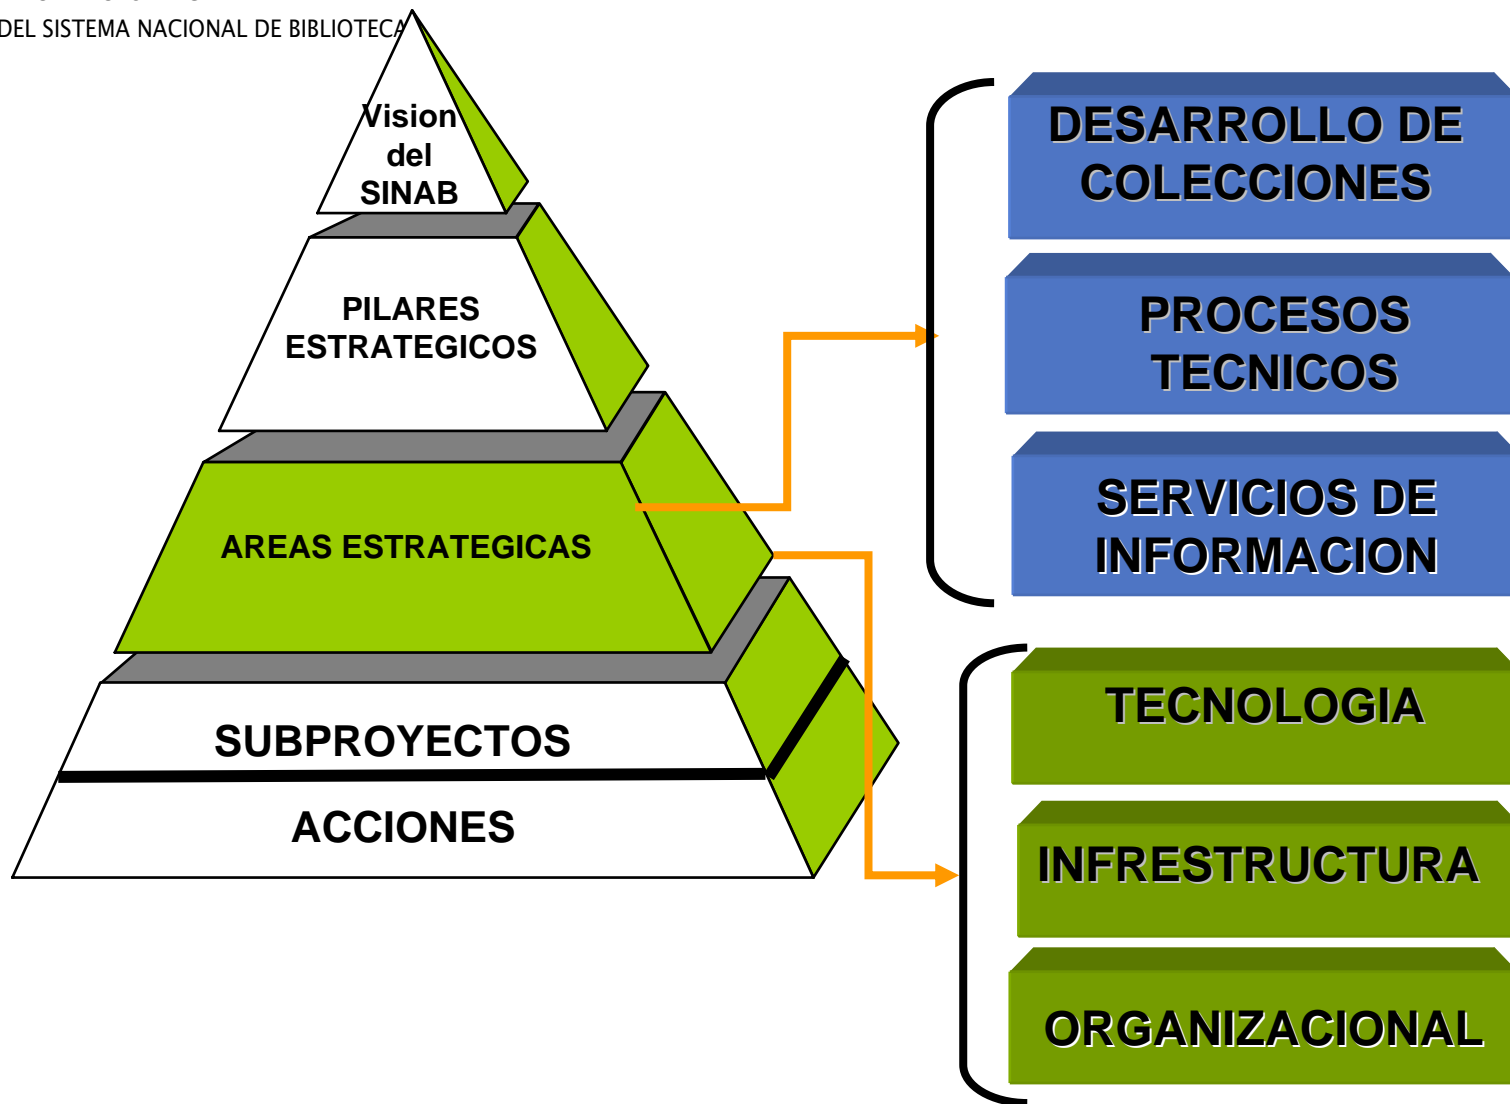 DEL SISTEMA NACIONAL DE BIBLIOTECA
Vision
del
SINAB
PILARES
ESTRATEGICOS
AREAS ESTRATEGICAS
SUBPROYECTOS
ACCIONES
DESARROLLO DE
COLECCIONES
PROCESOS
TECNICOS
SERVICIOS DE
INFORMACION
TECNOLOGIA
INFRESTRUCTURA
ORGANIZACIONAL